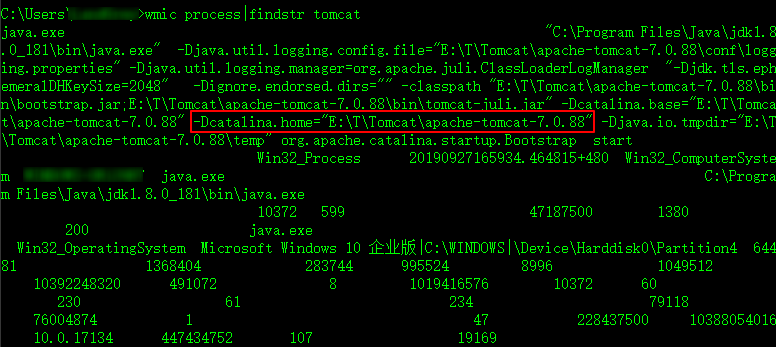 C:\Users\ >wmic process|findstr tomcat
java.exe "C:\Program Files\Java\jdk1.8.0_181\bin\java.exe" -Djava.util.logging.config.file="E:\T\Tomcat\apache-tomcat-7.0.88\conf\logg
ing.properties" -Djava.util.logging.manager=org.apache.juli.ClassLoaderLogManager "-Djdk.tls.eph
emeralDHKeySize=2048" -Dignore.endorsed.dirs="" -classpath "E:\T\Tomcat\apache-tomcat-7.0.88\bi
n\bootstrap.jar;E:\T\Tomcat\apache-tomcat-7.0.88\bin\tomcat-juli.jar" -Dcatalina.base="E:\T\Tomca
t\apache-tomcat-7.0.88" -Dcatalina.home="E:\T\Tomcat\apache-tomcat-7.0.88" -Djava.io.tmpdir="E:\T
\Tomcat\apache-tomcat-7.0.88\temp" org.apache.catalina.startup.Bootstrap start
Win32_Process 20190927165934.464815+480 Win32_ComputerSyste
m java.exe C:\Progra
m Files\Java\jdk1.8.0_181\bin\java.exe
10372 599 47187500 1380
200 java.exe
Win32_OperatingSystem Microsoft Windows 10 企业版|C:\WINDOWS|\Device\Harddisk0\Partition4 644
81 1368404 283744 995524 8996 1049512
10392248320 491072 8 1019416576 10372 60
230 61 234 79118
76004874 1 47 228437500 10388054016
10.0.17134 447434752 107 19169